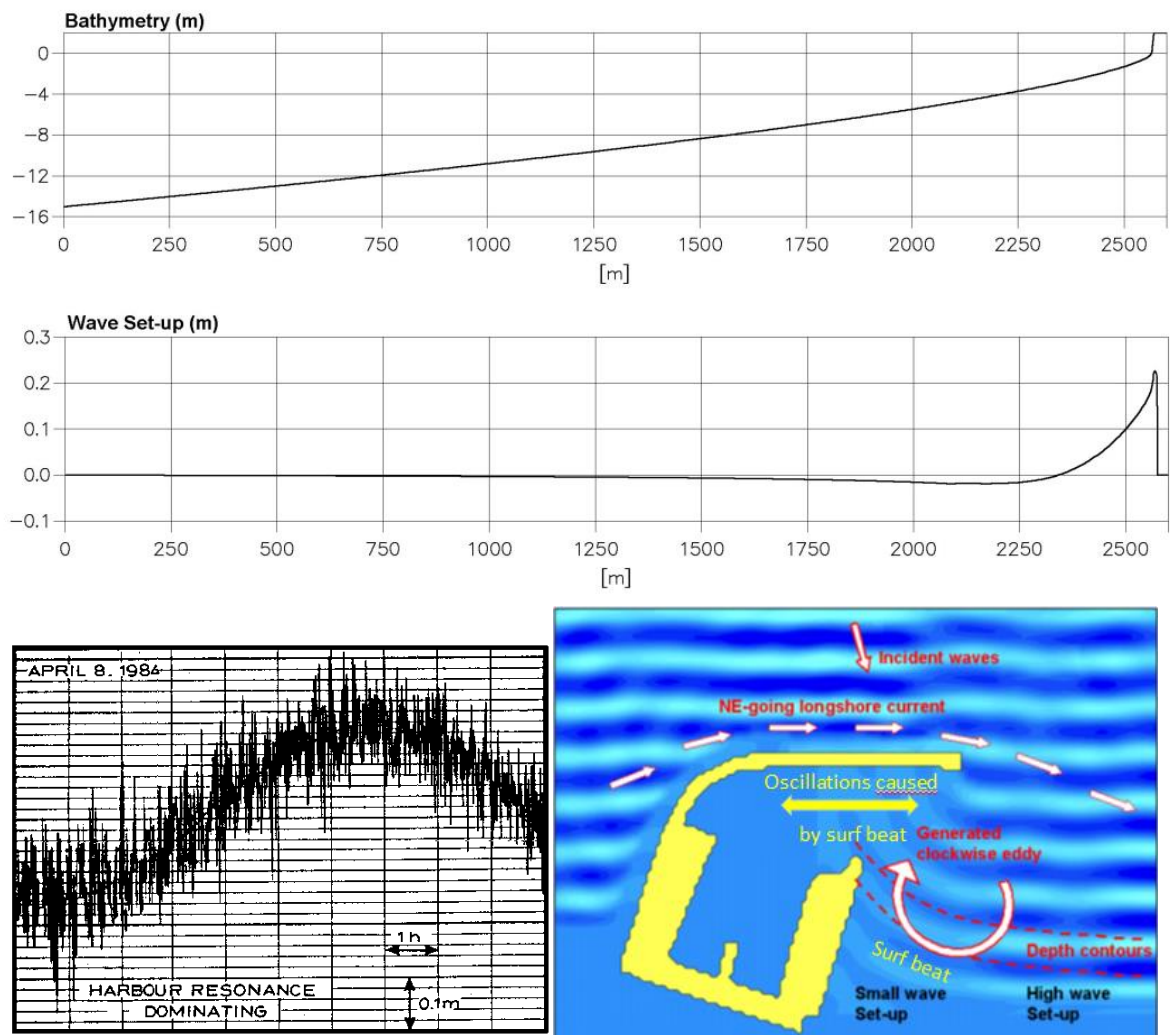 Bathymetry (m)
0
−4
−8
−12
−16
0 250 500 750 1000 1250 1500 1750 2000 2250 2500
[m]
Wave Set-up (m)
0.3
0.2
0.1
0.0
−0.1
0 250 500 750 1000 1250 1500 1750 2000 2250 2500
[m]
APRIL 8. 1984
1h
HARBOUR RESONANCE
DOMINATING
0.1m
Incident waves
NE-going longshore current
Oscillations caused
by surf beat
Generated
clockwise eddy
Depth contours
Surf beat
Small wave
Set-up
High wave
Set-up